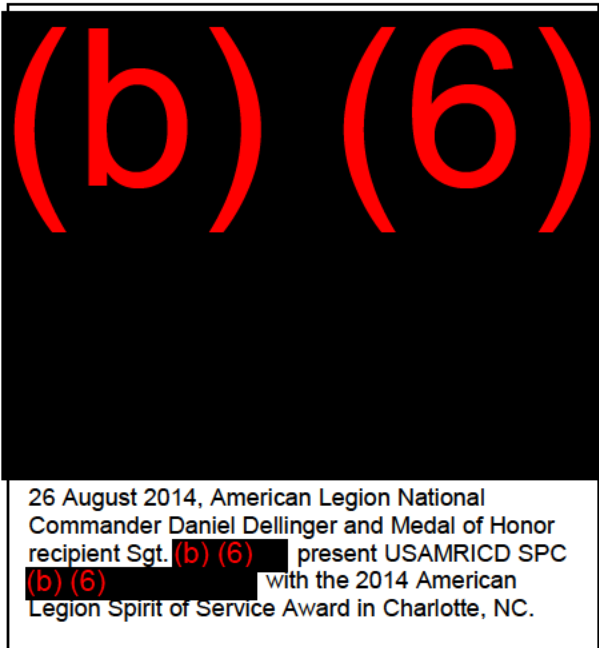 (b) (6)
26 August 2014, American Legion National
Commander Daniel Dellinger and Medal of Honor
recipient Sgt. (b) (6) present USAMRICD SPC
(b) (6) with the 2014 American
Legion Spirit of Service Award in Charlotte, NC.